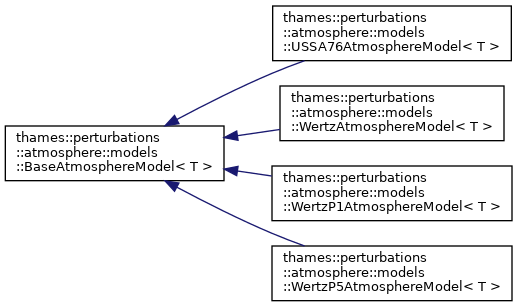 thames::perturbations
::atmosphere::models
::USSA76AtmosphereModel< T >
thames::perturbations
::atmosphere::models
::WertzAtmosphereModel< T >
thames::perturbations
::atmosphere::models
::BaseAtmosphereModel< T >
thames::perturbations
::atmosphere::models
::WertzP1AtmosphereModel< T >
thames::perturbations
::atmosphere::models
::WertzP5AtmosphereModel< T >